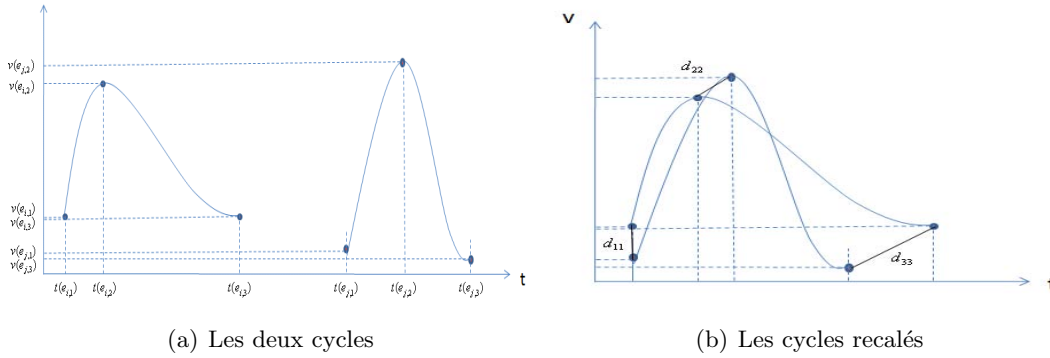 v(e_{j,2})
v(e_{i,2})
v(e_{i,1})
v(e_{i,3})
v(e_{j,1})
v(e_{j,3})
t(e_{i,1})
t(e_{i,2})
t(e_{i,3})
t(e_{j,1})
t(e_{j,2})
t(e_{j,3})
t
(a) Les deux cycles
v
d_{22}
d_{11}
d_{33}
t
(b) Les cycles recalés